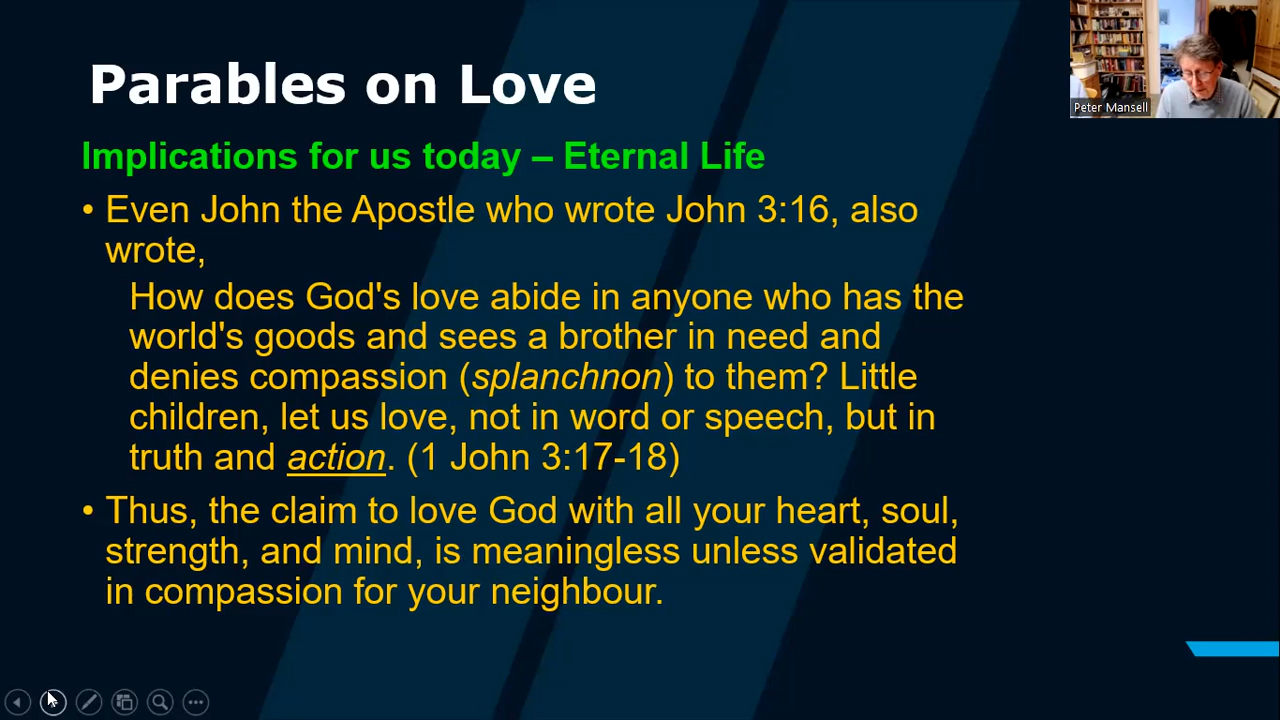 Parables on Love
Peter Mansell
Implications for us today – Eternal Life
• Even John the Apostle who wrote John 3:16, also
wrote,
How does God's love abide in anyone who has the
world's goods and sees a brother in need and
denies compassion (splanchnon) to them? Little
children, let us love, not in word or speech, but in
truth and action. (1 John 3:17-18)
• Thus, the claim to love God with all your heart, soul,
strength, and mind, is meaningless unless validated
in compassion for your neighbour.